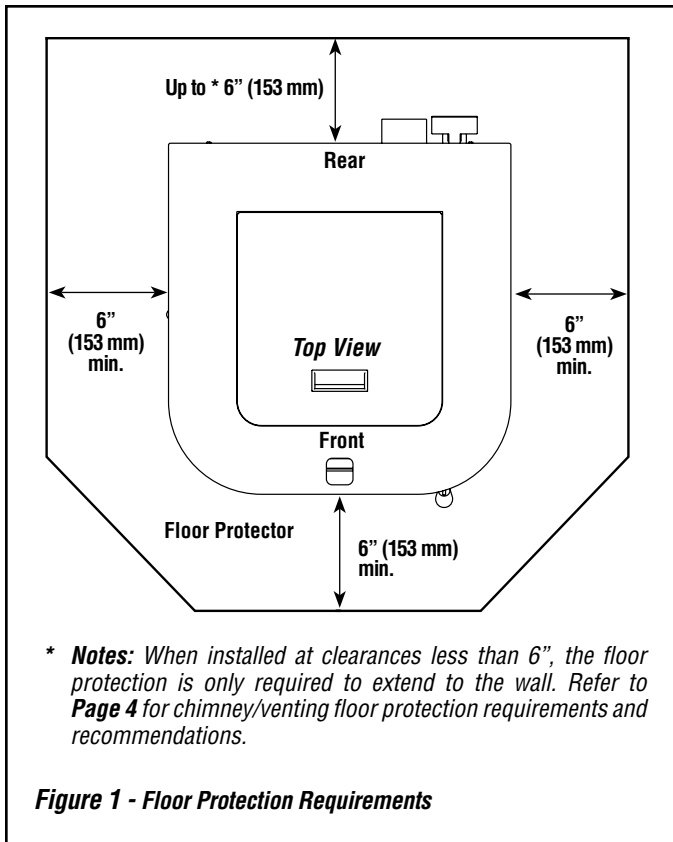 Up to * 6” (153 mm)
Rear
6”
(153 mm)
min.
6”
(153 mm)
min.
Top View
Front
Floor Protector
6” (153 mm)
min.
* Notes: When installed at clearances less than 6”, the floor
protection is only required to extend to the wall. Refer to
Page 4 for chimney/venting floor protection requirements and
recommendations.
Figure 1 - Floor Protection Requirements